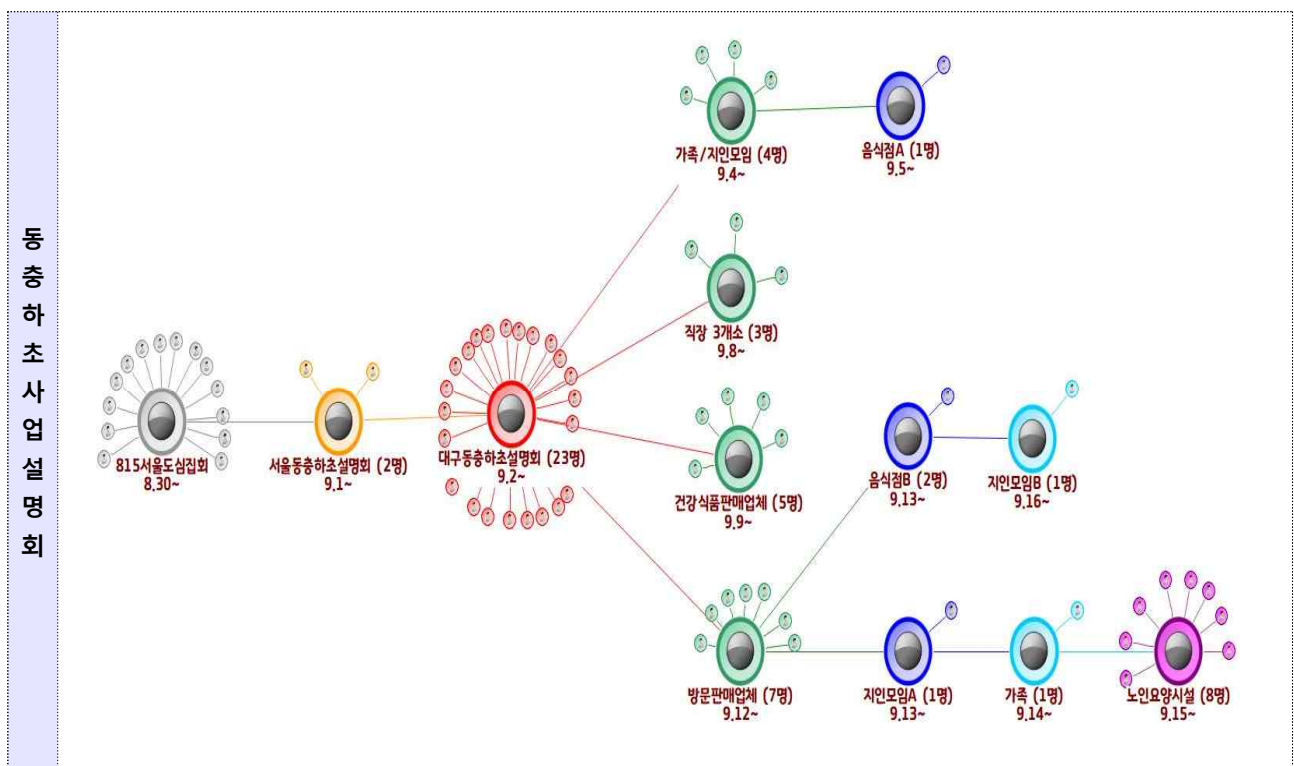 동충하초사업설명회
가족/지인모임 (4명)
9.4~
음식점A (1명)
9.5~
직장 3개소 (3명)
9.8~
815서울도심집회
8.30~
서울동충하초설명회 (2명)
9.1~
대구동충하초설명회 (23명)
9.2~
건강식품판매업체 (5명)
9.9~
음식점B (2명)
9.13~
지인모임B (1명)
9.16~
방문판매업체 (7명)
9.12~
지인모임A (1명)
9.13~
가족 (1명)
9.14~
노인요양시설 (8명)
9.15~